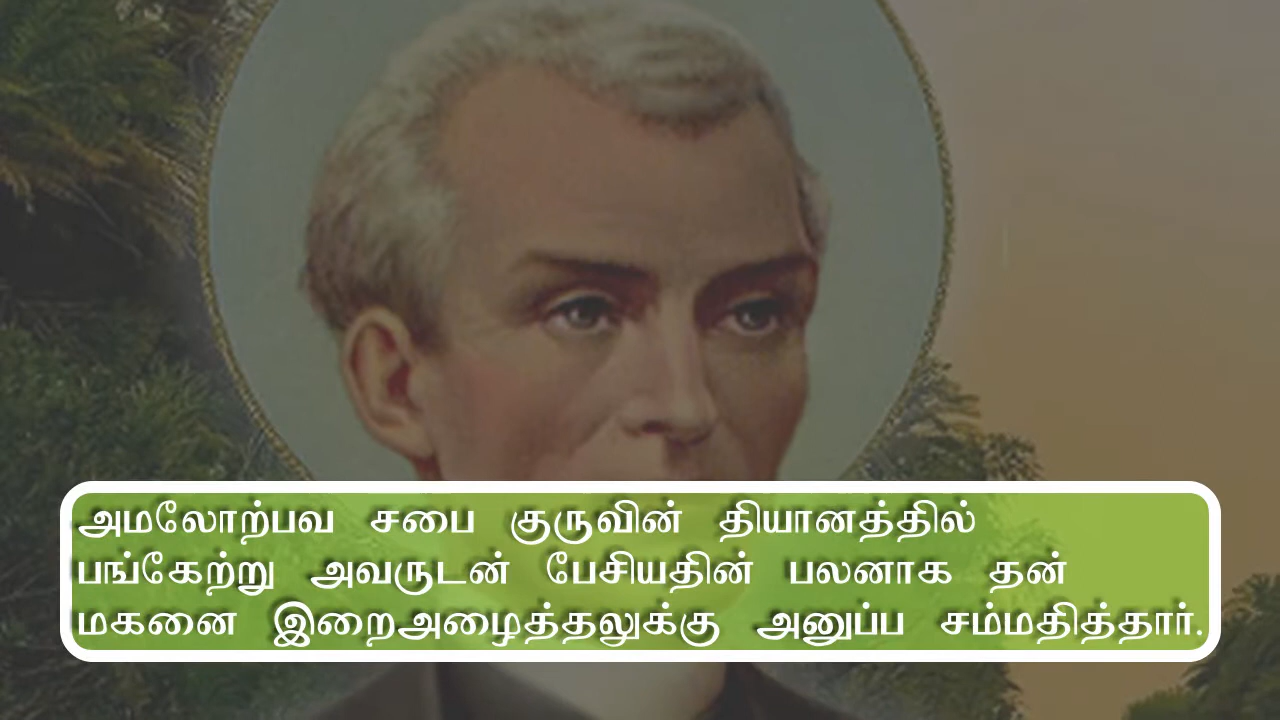 அமலோற்பவ சபை குருவின் தியானத்தில்
பங்கேற்று அவருடன் பேசியதின் பலனாக தன்
மகனை இறைஅழைத்தலுக்கு அனுப்ப சம்மதித்தார்.